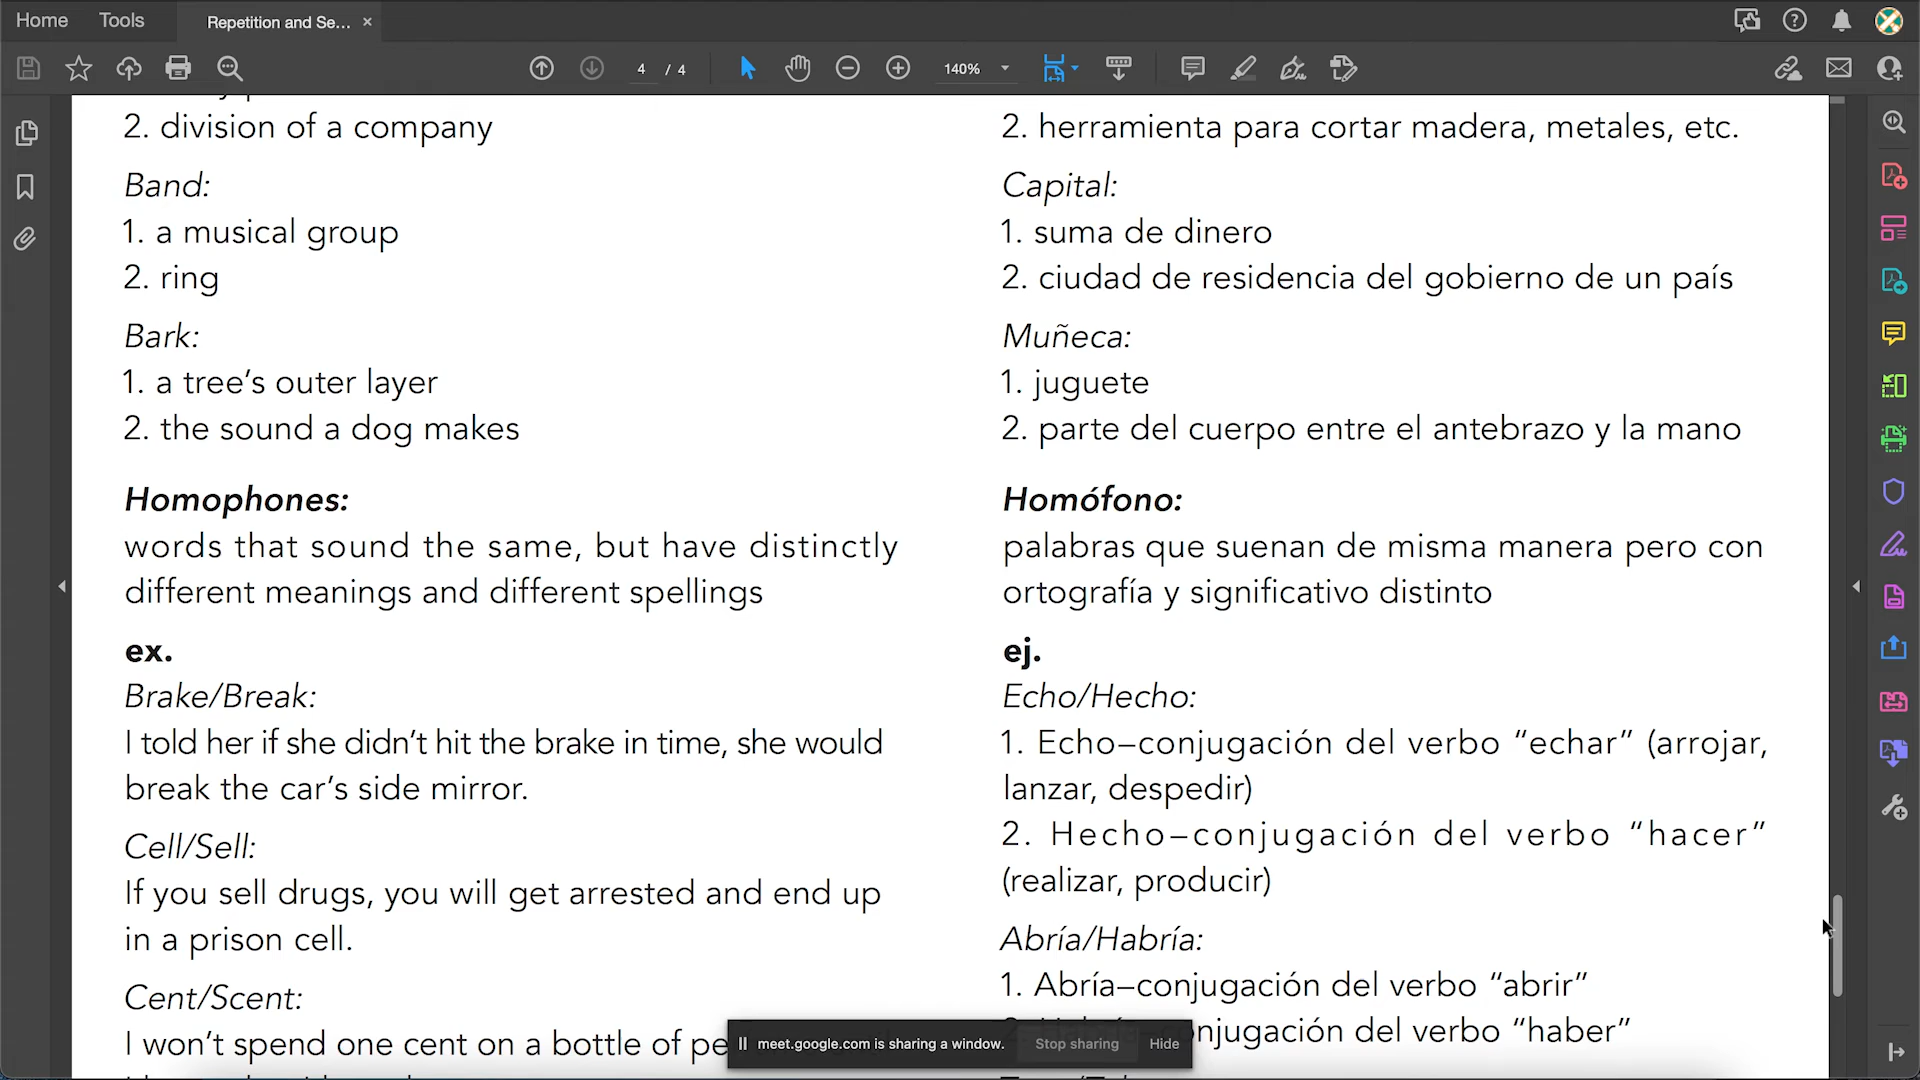 Home
Tools
Repetition and Se...
4 / 4
140%
2. division of a company
Band:
1. a musical group
2. ring
Bark:
1. a tree's outer layer
2. the sound a dog makes
Homophones:
words that sound the same, but have distinctly
different meanings and different spellings
ex.
Brake/Break:
I told her if she didn't hit the brake in time, she would
break the car's side mirror.
Cell/Sell:
If you sell drugs, you will get arrested and end up
in a prison cell.
Cent/Scent:
I won't spend one cent on a bottle of
2. herramienta para cortar madera, metales, etc.
Capital:
1. suma de dinero
2. ciudad de residencia del gobierno de un país
Muñeca:
1. juguete
2. parte del cuerpo entre el antebrazo y la mano
Homófono:
palabras que suenan de misma manera pero con
ortografía y significativo distinto
ej.
Echo/Hecho:
1. Echo–conjugación del verbo "echar" (arrojar,
lanzar, despedir)
2. Hecho–conjugación del verbo "hacer"
(realizar, producir)
Abría/Habría:
1. Abría–conjugación del verbo "abrir"
del verbo "haber"
meet.google.com is sharing a window.
Stop sharing
Hide